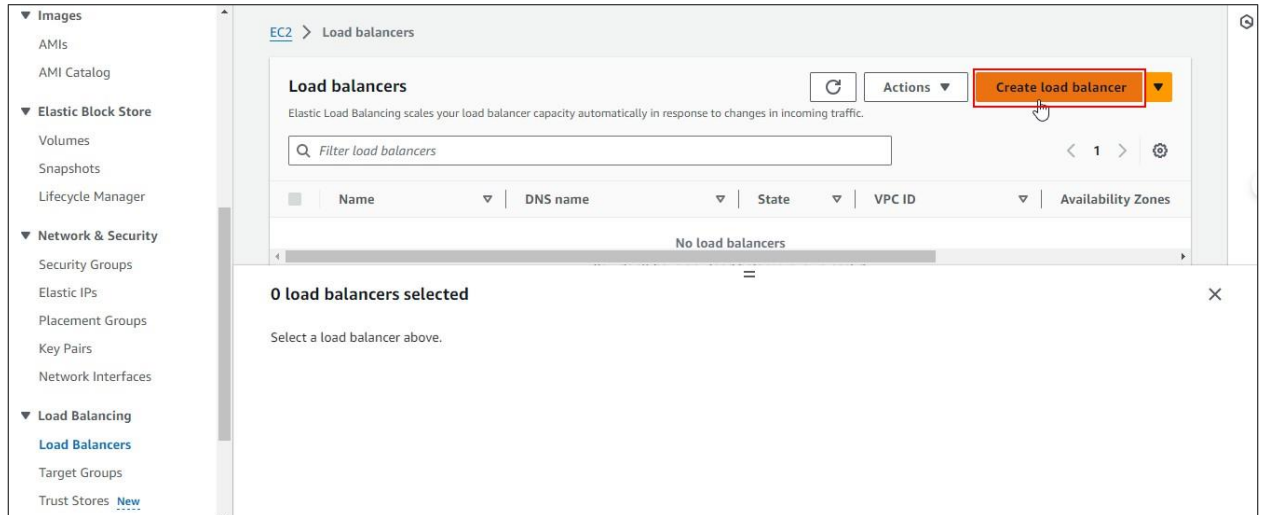 Images
AMIs
AMI Catalog
Elastic Block Store
Volumes
Snapshots
Lifecycle Manager
Network & Security
Security Groups
Elastic IPs
Placement Groups
Key Pairs
Network Interfaces
Load Balancing
Load Balancers
Target Groups
Trust Stores New
EC2 > Load balancers
Load balancers
Actions
Create load balancer
Elastic Load Balancing scales your load balancer capacity automatically in response to changes in incoming traffic.
Filter load balancers
< 1 >
Name DNS name State VPC ID Availability Zones
No load balancers
0 load balancers selected
Select a load balancer above.